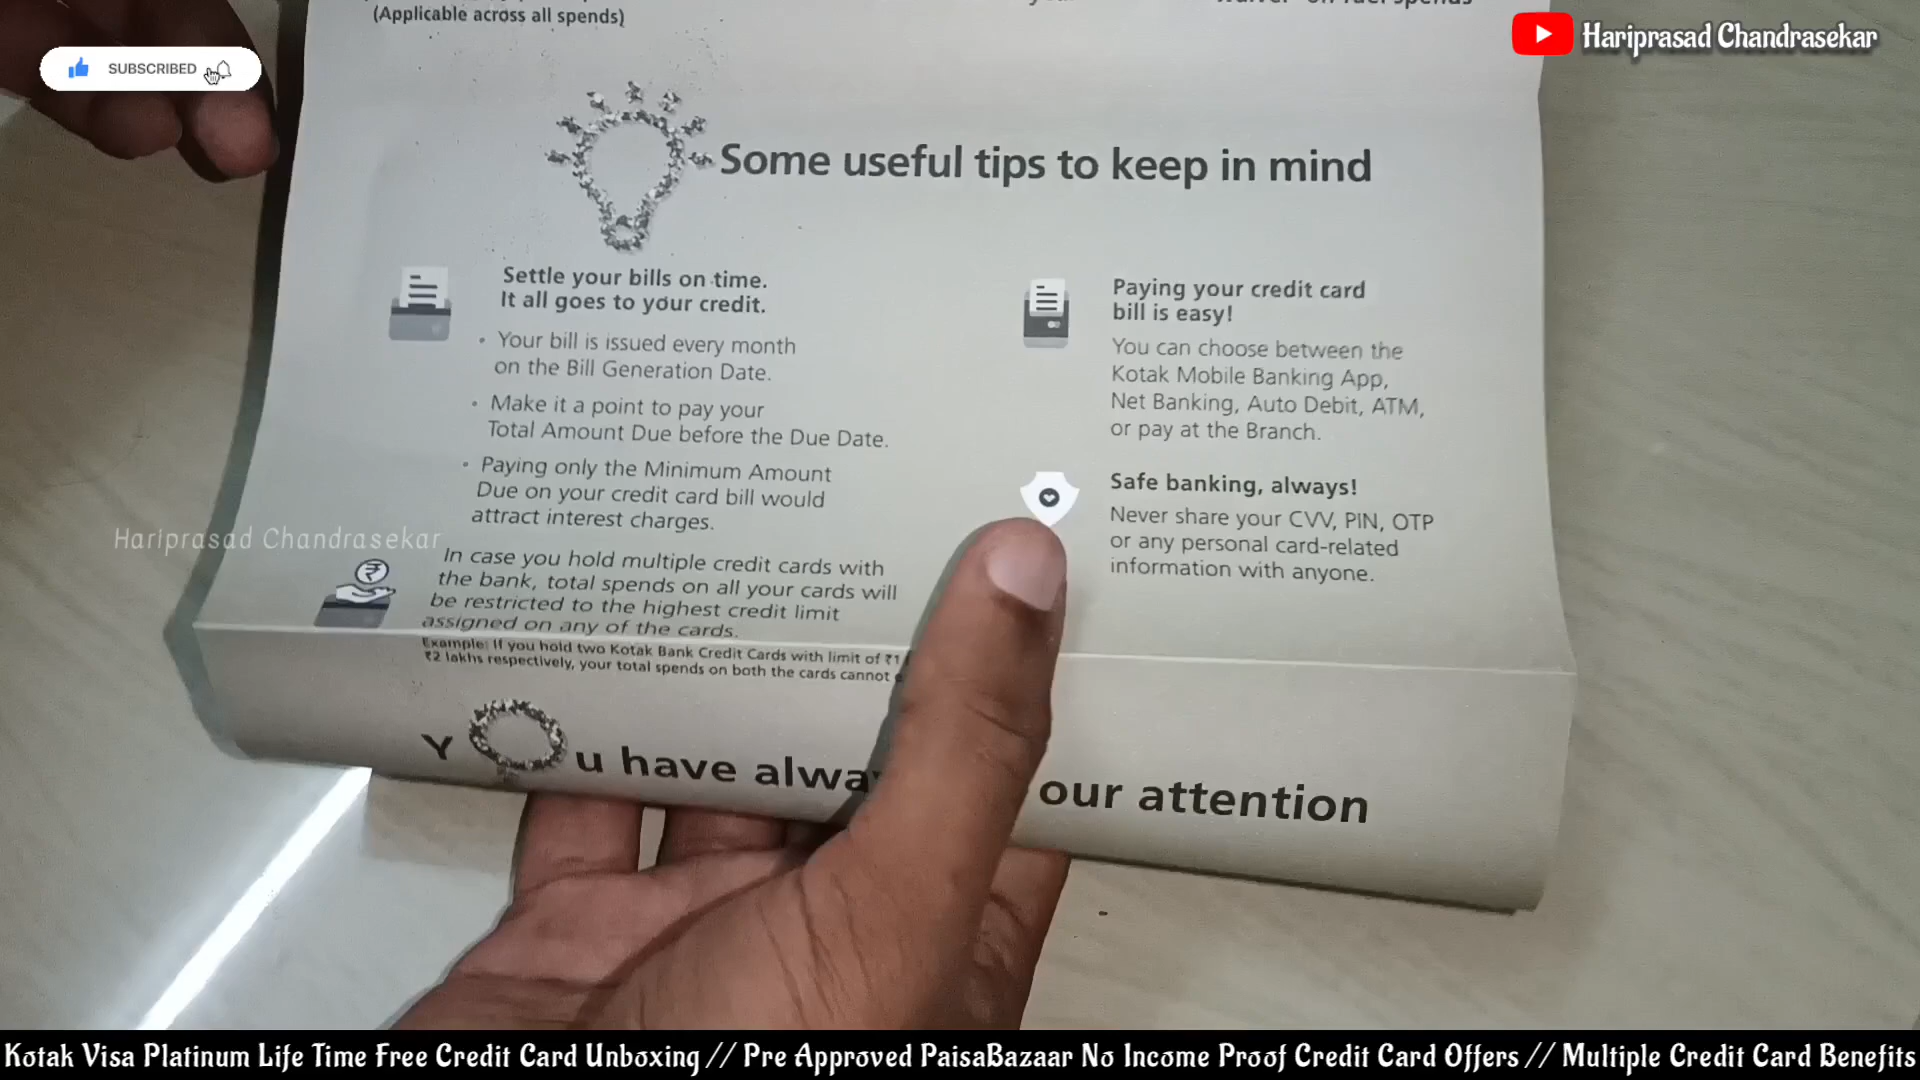 (Applicable across all spends)
SUBSCRIBED
Hariprasad Chandrasekar
Some useful tips to keep in mind
Settle your bills on time.
It all goes to your credit.
• Your bill is issued every month
on the Bill Generation Date.
• Make it a point to pay your
Total Amount Due before the Due Date.
• Paying only the Minimum Amount
Due on your credit card bill would
attract interest charges.
In case you hold multiple credit cards with
the bank, total spends on all your cards will
be restricted to the highest credit limit
assigned on any of the cards.
Example: If you hold two Kotak Bank Credit Cards with limit of ₹1
₹2 lakhs respectively, your total spends on both the cards cannot
Paying your credit card
bill is easy!
You can choose between the
Kotak Mobile Banking App,
Net Banking, Auto Debit, ATM,
or pay at the Branch.
Safe banking, always!
Never share your CVV, PIN, OTP
or any personal card-related
information with anyone.
Hariprasad Chandrasekar
YOu have our attention
Kotak Visa Platinum Life Time Free Credit Card Unboxing // Pre Approved PaisaBazaar No Income Proof Credit Card Offers // Multiple Credit Card Benefits